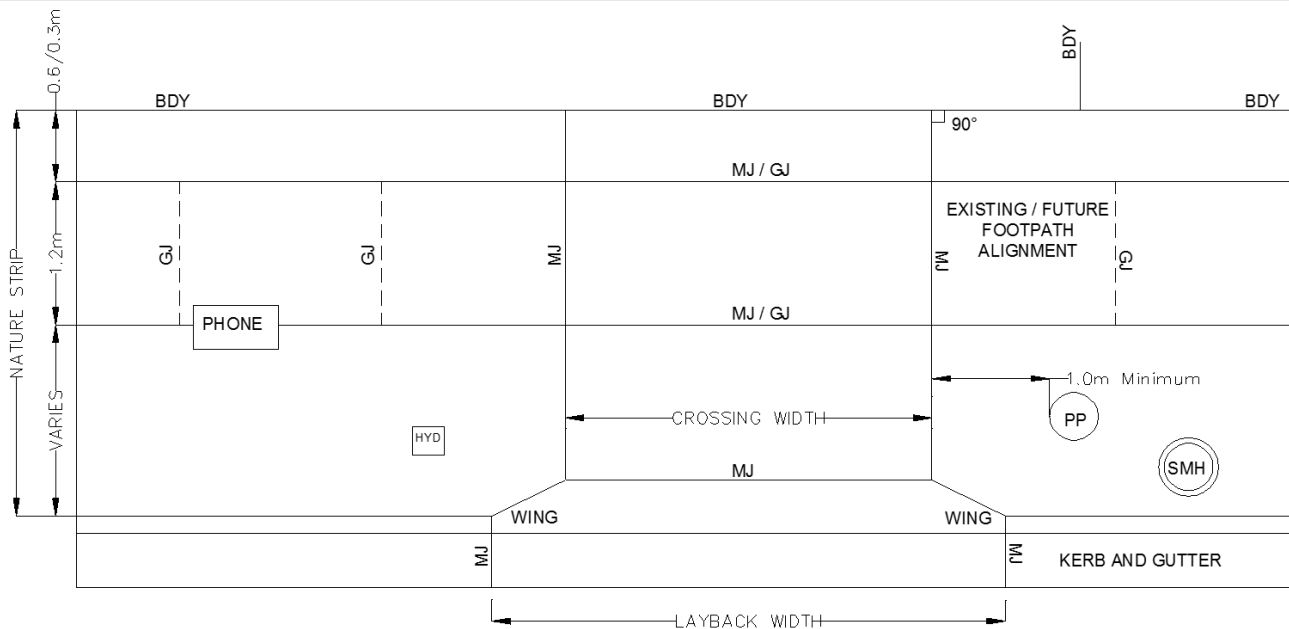 0.6/0.3m
BDY
BDY
BDY
BDY
90°
MJ / GJ
EXISTING / FUTURE
FOOTPATH
ALIGNMENT
NATURE STRIP
1.2m
GJ
GJ
MJ
MJ
GJ
MJ / GJ
PHONE
1.0m Minimum
VARIES
CROSSING WIDTH
PP
HYD
MJ
SMH
WING
WING
MJ
MJ
KERB AND GUTTER
LAYBACK WIDTH